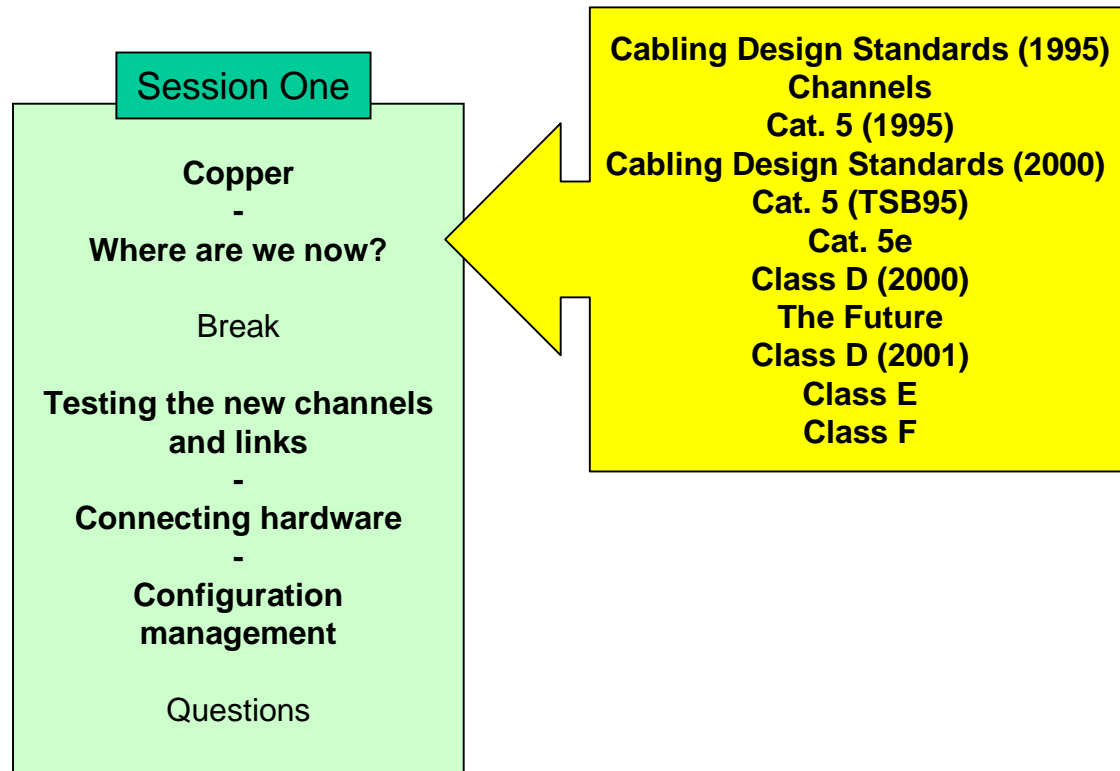 Session One
Copper
-
Where are we now?
Break
Testing the new channels
and links
-
Connecting hardware
-
Configuration
management
Questions
Cabling Design Standards (1995)
Channels
Cat. 5 (1995)
Cabling Design Standards (2000)
Cat. 5 (TSB95)
Cat. 5e
Class D (2000)
The Future
Class D (2001)
Class E
Class F